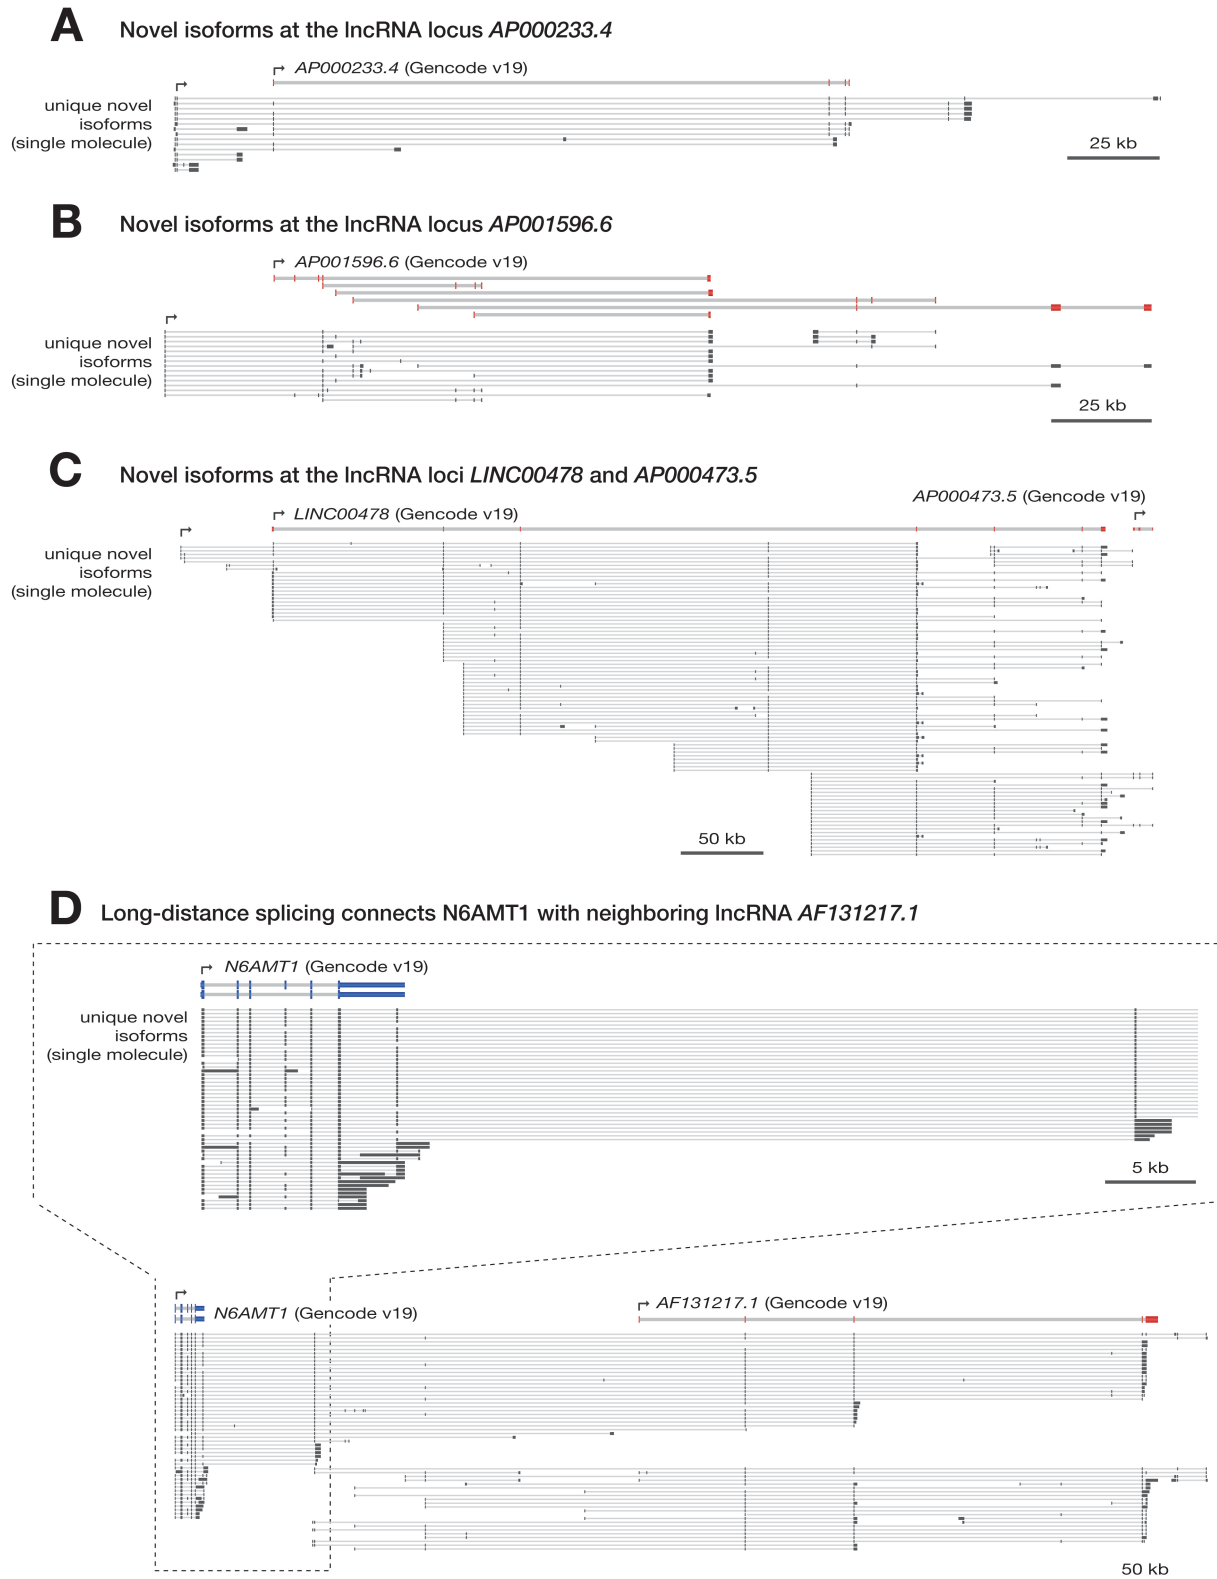 A Novel isoforms at the lncRNA locus AP000233.4
AP000233.4 (Gencode v19)
unique novel
isoforms
(single molecule)
25 kb
B Novel isoforms at the lncRNA locus AP001596.6
AP001596.6 (Gencode v19)
unique novel
isoforms
(single molecule)
25 kb
C Novel isoforms at the lncRNA loci LINC00478 and AP000473.5
AP000473.5 (Gencode v19)
LINC00478 (Gencode v19)
unique novel
isoforms
(single molecule)
50 kb
D Long-distance splicing connects N6AMT1 with neighboring lncRNA AF131217.1
N6AMT1 (Gencode v19)
unique novel
isoforms
(single molecule)
5 kb
AF131217.1 (Gencode v19)
N6AMT1 (Gencode v19)
50 kb